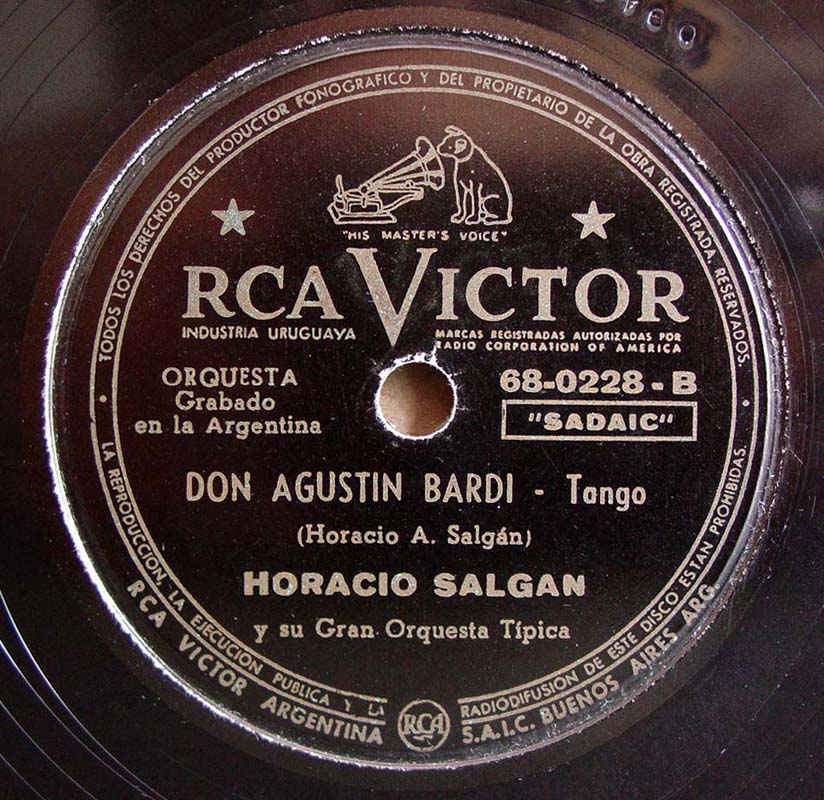 TODOS LOS DERECHOS DEL PRODUCTOR FONOGRAFICO Y DEL PROPIETARIO DE LA OBRA REGISTRADA, RESERVADOS.
"HIS MASTER'S VOICE"
RCA VICTOR
INDUSTRIA URUGUAYA
MARCAS REGISTRADAS AUTORIZADAS POR
RADIO CORPORATION OF AMERICA
ORQUESTA
Grabado
en la Argentina
68-0228-B
"SADAIC"
DON AGUSTIN BARDI - Tango
(Horacio A. Salgán)
HORACIO SALGAN
y su Gran Orquesta Típica
LA REPRODUCCION, LA EJECUCION PUBLICA Y LA RADIODIFUSION DE ESTE DISCO ESTAN PROHIBIDAS.
RCA VICTOR ARGENTINA RCA S.A.I.C. BUENOS AIRES ARG.